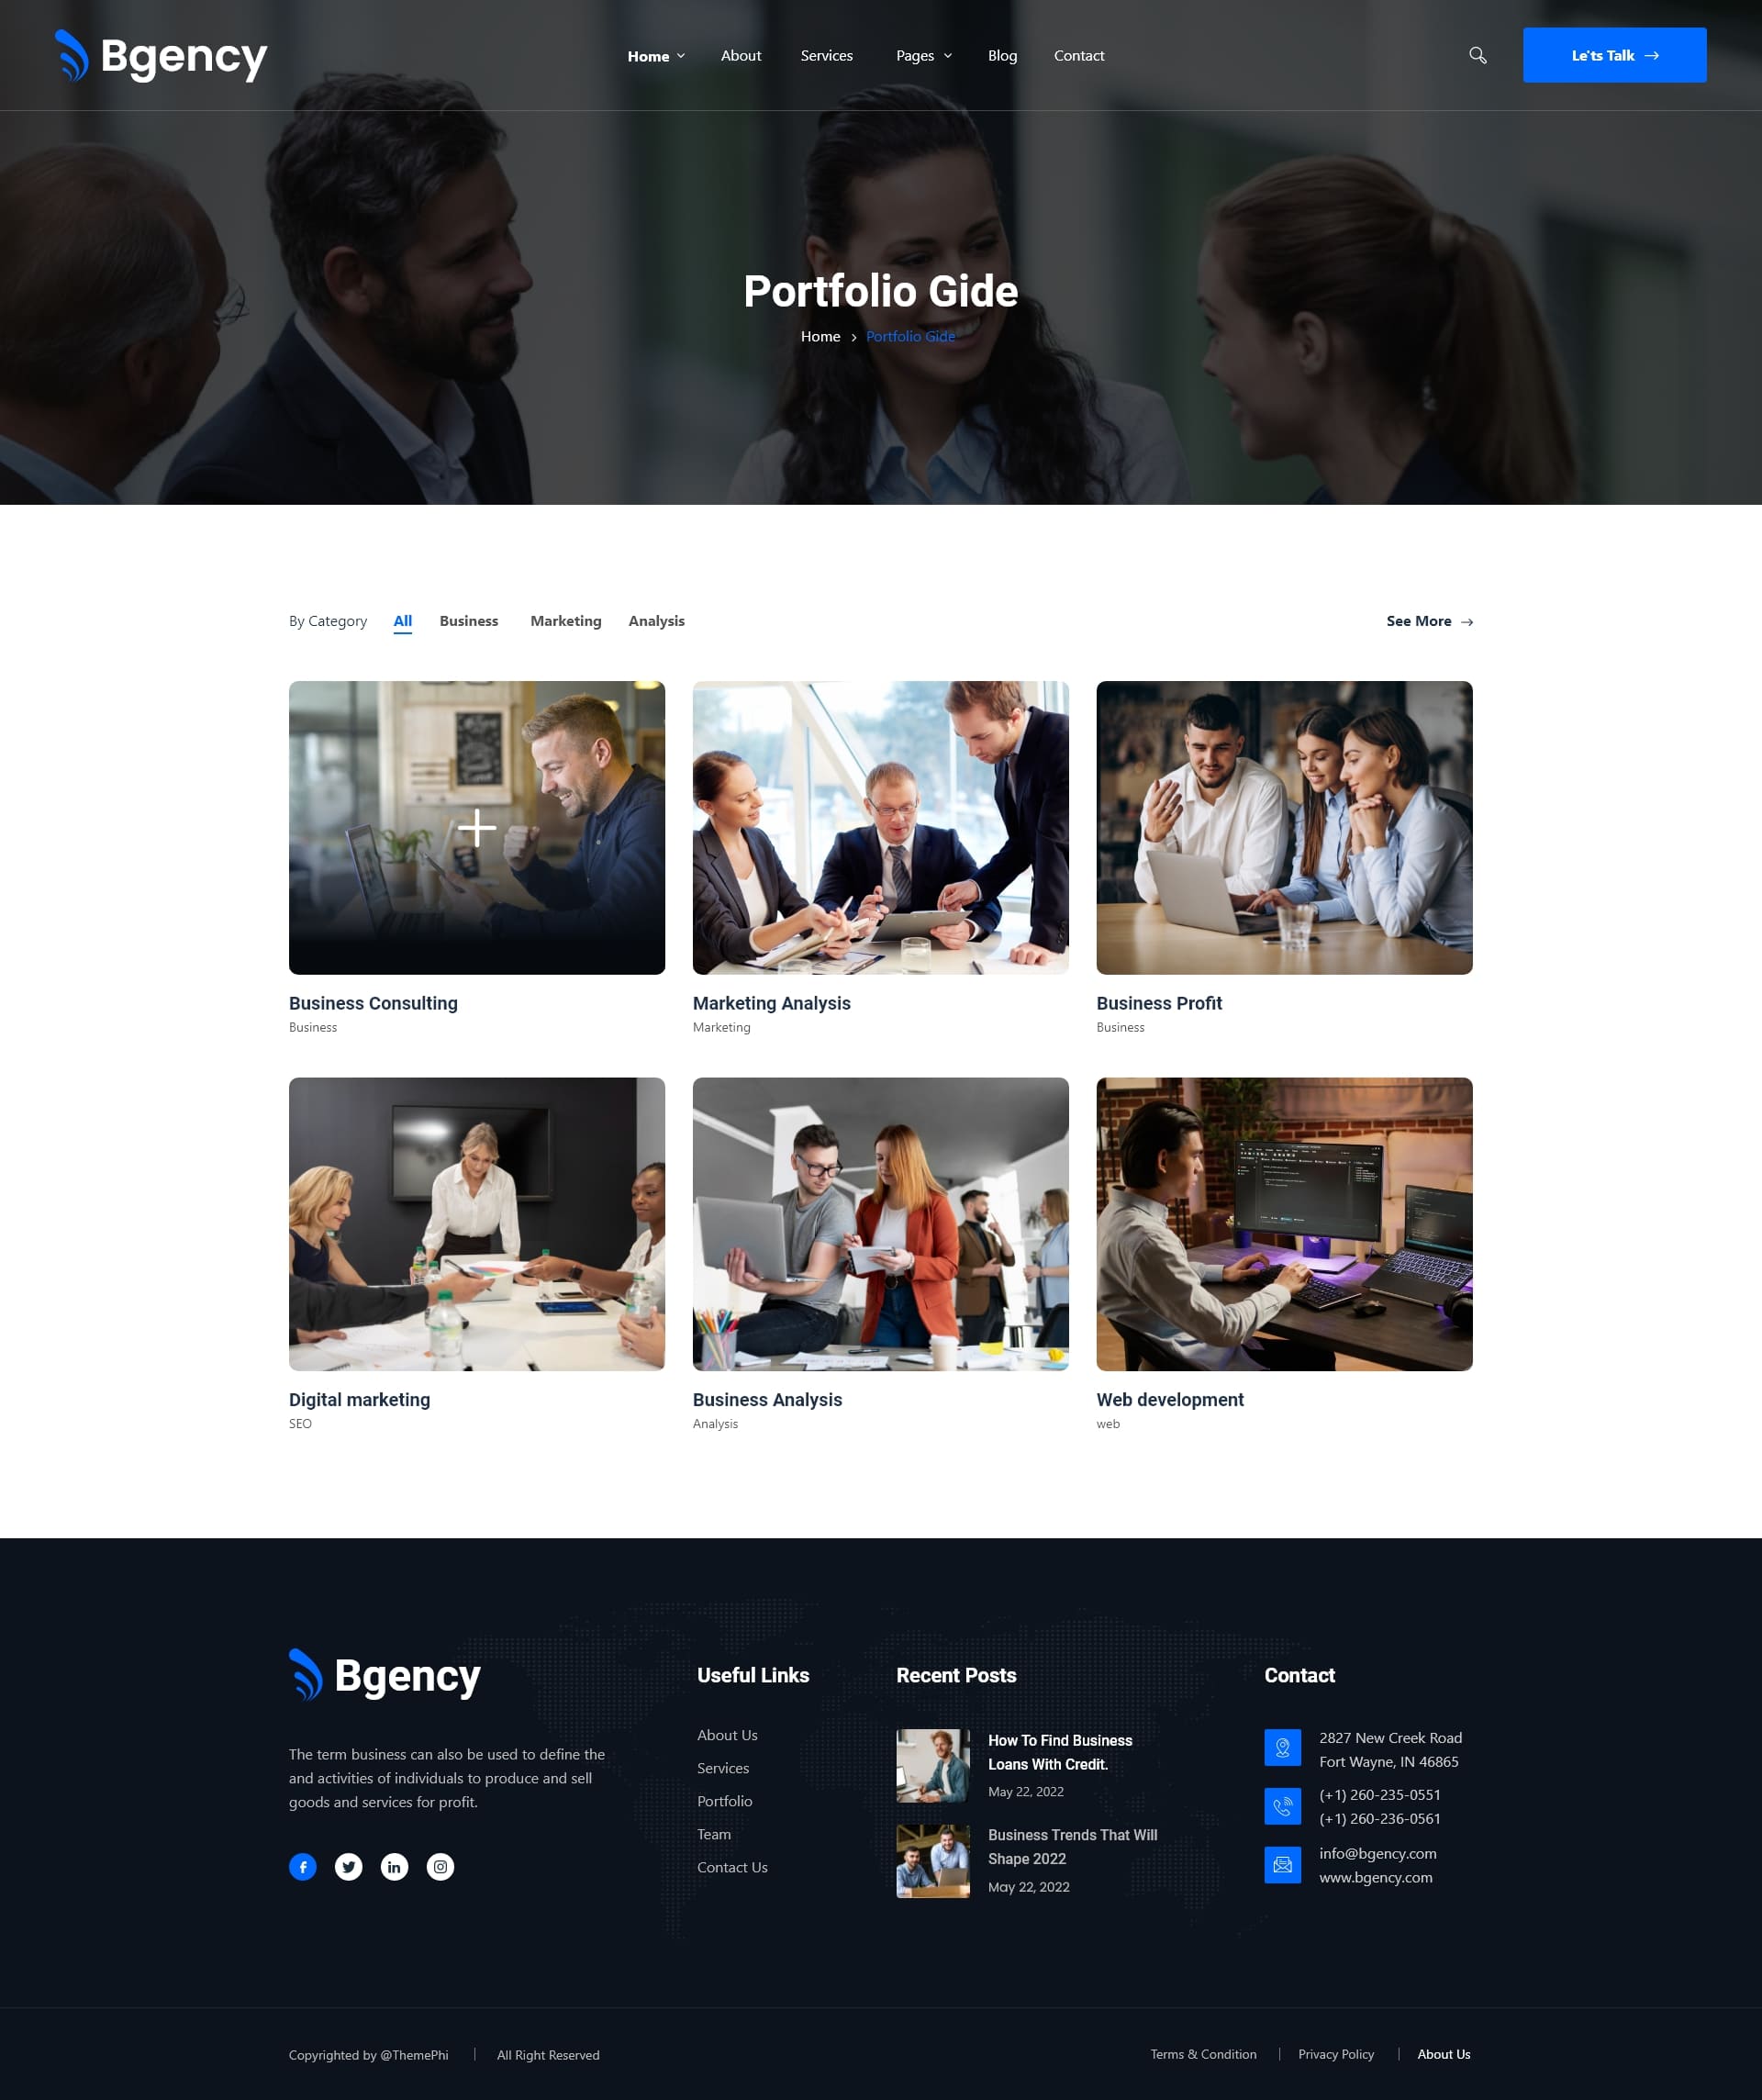 Bgency
Home
About
Services
Pages
Blog
Contact
Le'ts Talk
Portfolio Gide
Home
Portfolio Gide
By Category
All
Business
Marketing
Analysis
See More
Business Consulting
Business
Marketing Analysis
Marketing
Business Profit
Business
Digital marketing
SEO
Business Analysis
Analysis
Web development
web
Bgency
The term business can also be used to define the
and activities of individuals to produce and sell
goods and services for profit.
Useful Links
About Us
Services
Portfolio
Team
Contact Us
Recent Posts
How To Find Business
Loans With Credit.
May 22, 2022
Business Trends That Will
Shape 2022
May 22, 2022
Contact
2827 New Creek Road
Fort Wayne, IN 46865
(+1) 260-235-0551
(+1) 260-236-0561
info@bgency.com
www.bgency.com
Copyrighted by @ThemePhi
All Right Reserved
Terms & Condition
Privacy Policy
About Us